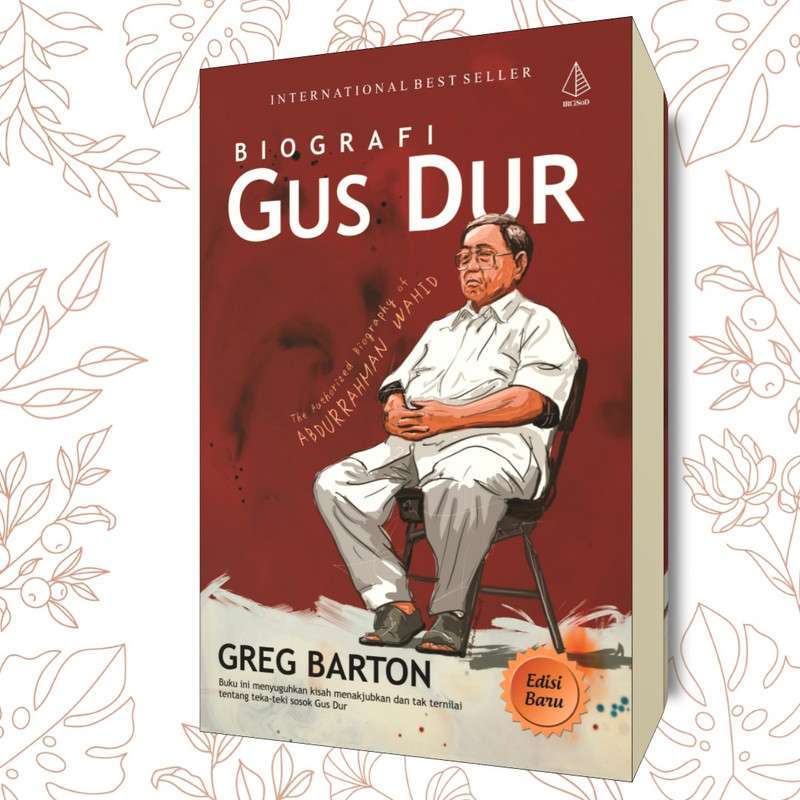 INTERNATIONAL BEST SELLER
IRCiSoD
BIOGRAFI
GUS DUR
The Authorized Biography of
ABDURRAHMAN WAHID
GREG BARTON
Buku ini menyuguhkan kisah menakjubkan dan tak ternilai
tentang teka-teki sosok Gus Dur
Edisi
Baru